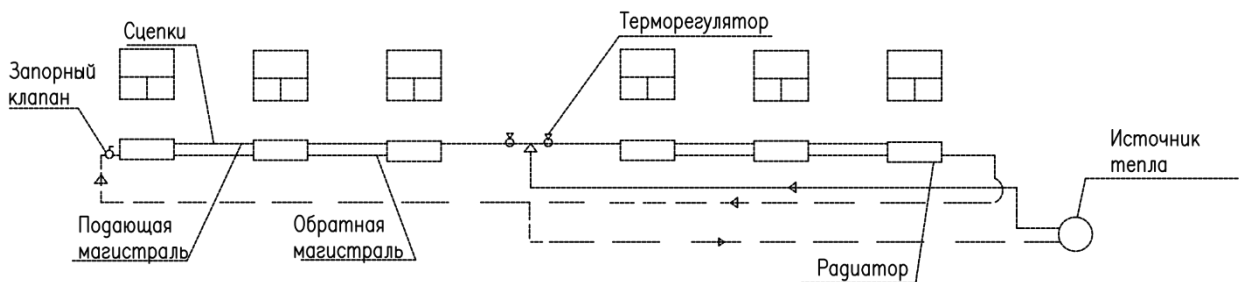 Сцепки
Терморегулятор
Запорный
клапан
Источник
тепла
Подающая
магистраль
Обратная
магистраль
Радиатор